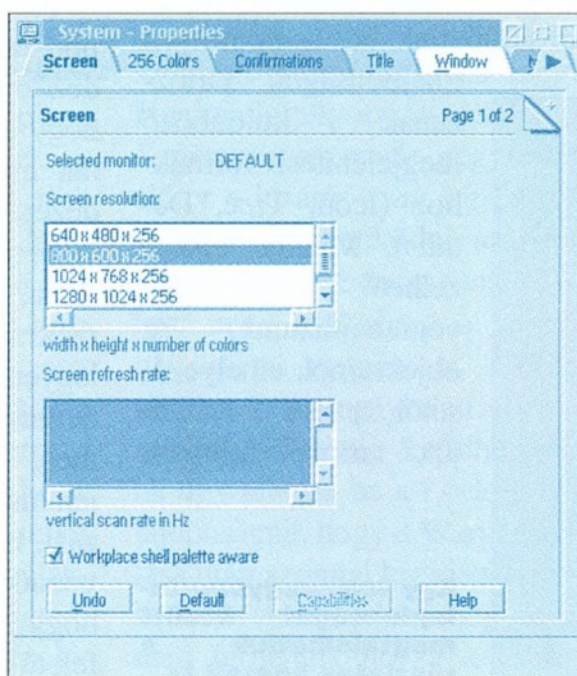 System - Properties
Screen 256 Colors Confirmations Title Window
Screen Page 1 of 2
Selected monitor: DEFAULT
Screen resolution:
640 x 480 x 256
800 x 600 x 256
1024 x 768 x 256
1280 x 1024 x 256
width x height x number of colors
Screen refresh rate:
vertical scan rate in Hz
Workplace shell palette aware
Undo Default Capabilities Help